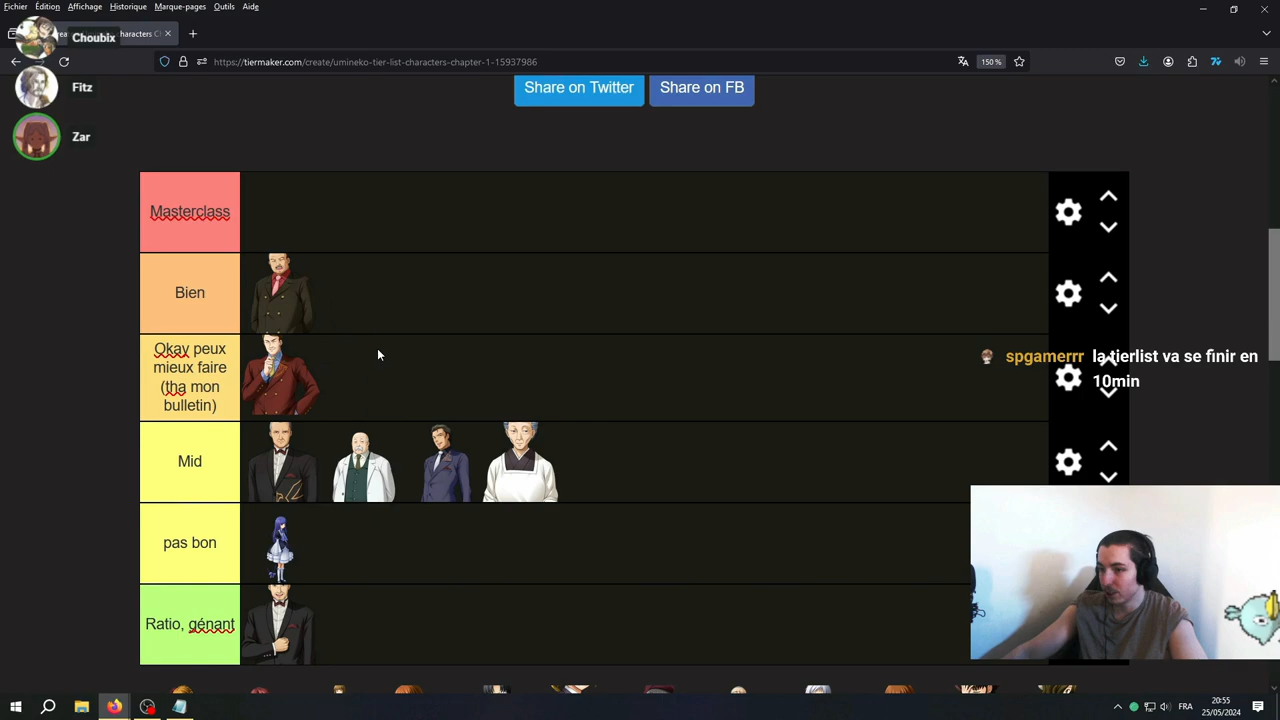 Fichier Édition Affichage Historique Marque-pages Outils Aide
characters C
https://tiermaker.com/create/umineko-tier-list-characters-chapter-1-15937986
150 %
Choubix
Fitz
Zar
Share on Twitter
Share on FB
Masterclass
Bien
Okay peux
mieux faire
(tha mon
bulletin)
spgamerrr la tierlist va se finir en
10min
Mid
pas bon
Ratio, génant
FRA
20:55
25/05/2024